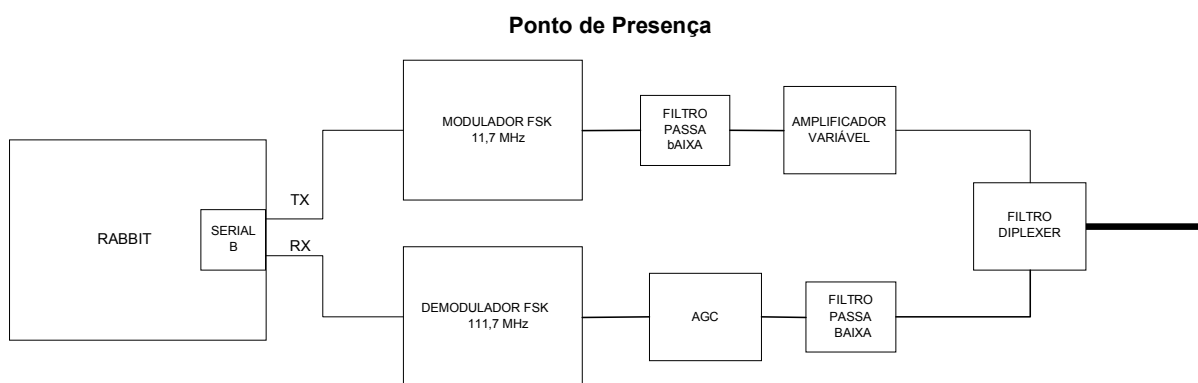 Ponto de Presença
MODULADOR FSK
11,7 MHz
FILTRO
PASSA
bAIXA
AMPLIFICADOR
VARIÁVEL
TX
RABBIT
SERIAL
B
RX
FILTRO
DIPLEXER
DEMODULADOR FSK
111,7 MHz
AGC
FILTRO
PASSA
BAIXA